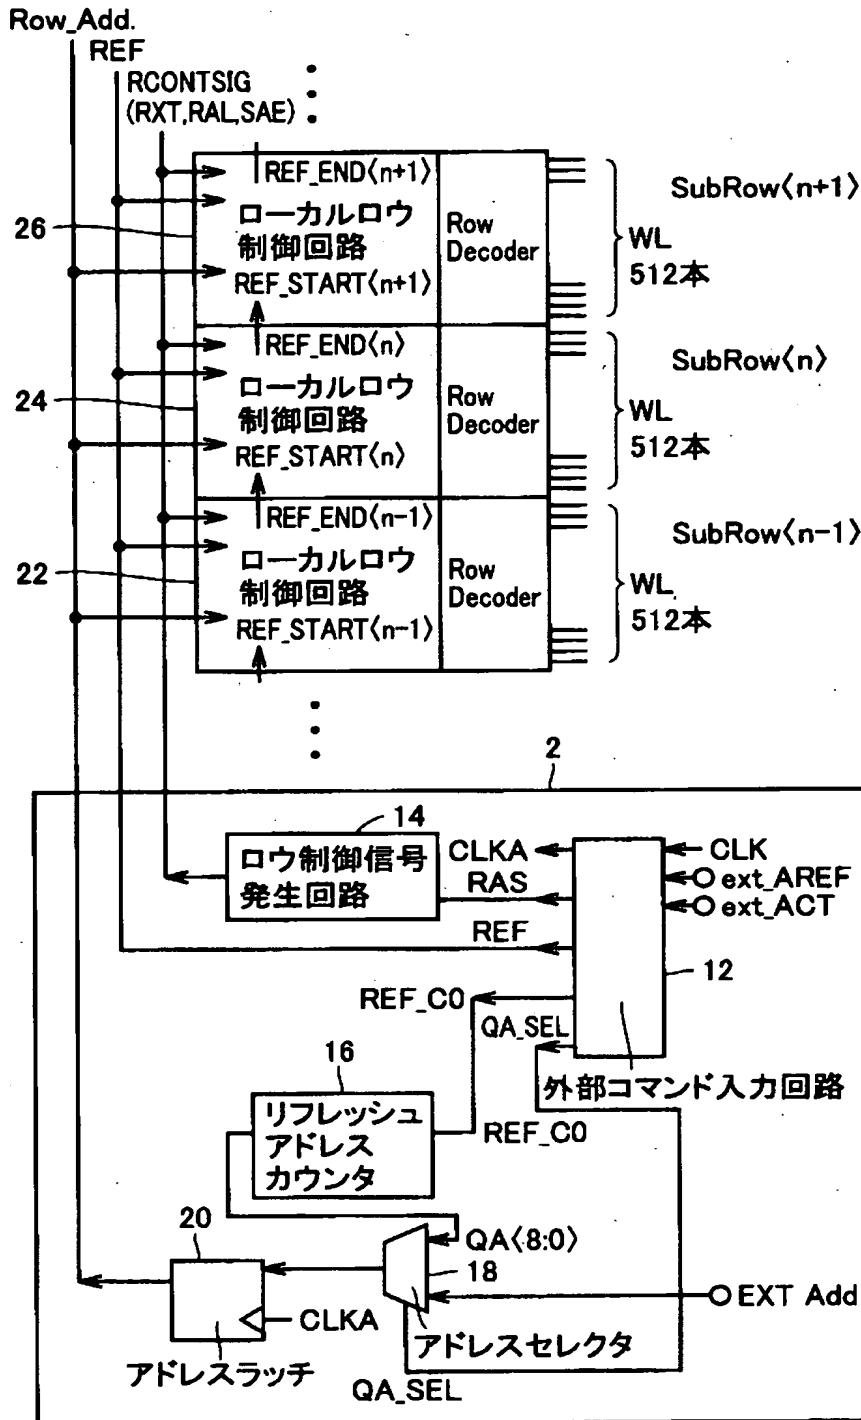 Row_Add.
REF
RCONTSIG
(RXT,RAL,SAE)
REF_END〈n+1〉
ローカルロウ
制御回路
REF_START〈n+1〉
Row
Decoder
SubRow〈n+1〉
WL
512本
26
REF_END〈n〉
ローカルロウ
制御回路
REF_START〈n〉
Row
Decoder
SubRow〈n〉
WL
512本
24
REF_END〈n-1〉
ローカルロウ
制御回路
REF_START〈n-1〉
Row
Decoder
SubRow〈n-1〉
WL
512本
22
2
14
ロウ制御信号
発生回路
CLKA
RAS
REF
CLK
ext_AREF
ext_ACT
12
REF_C0
QA_SEL
外部コマンド入力回路
16
リフレッシュ
アドレス
カウンタ
REF_C0
20
QA〈8:0〉
18
EXT Add
CLKA
アドレスセレクタ
アドレスラッチ
QA_SEL